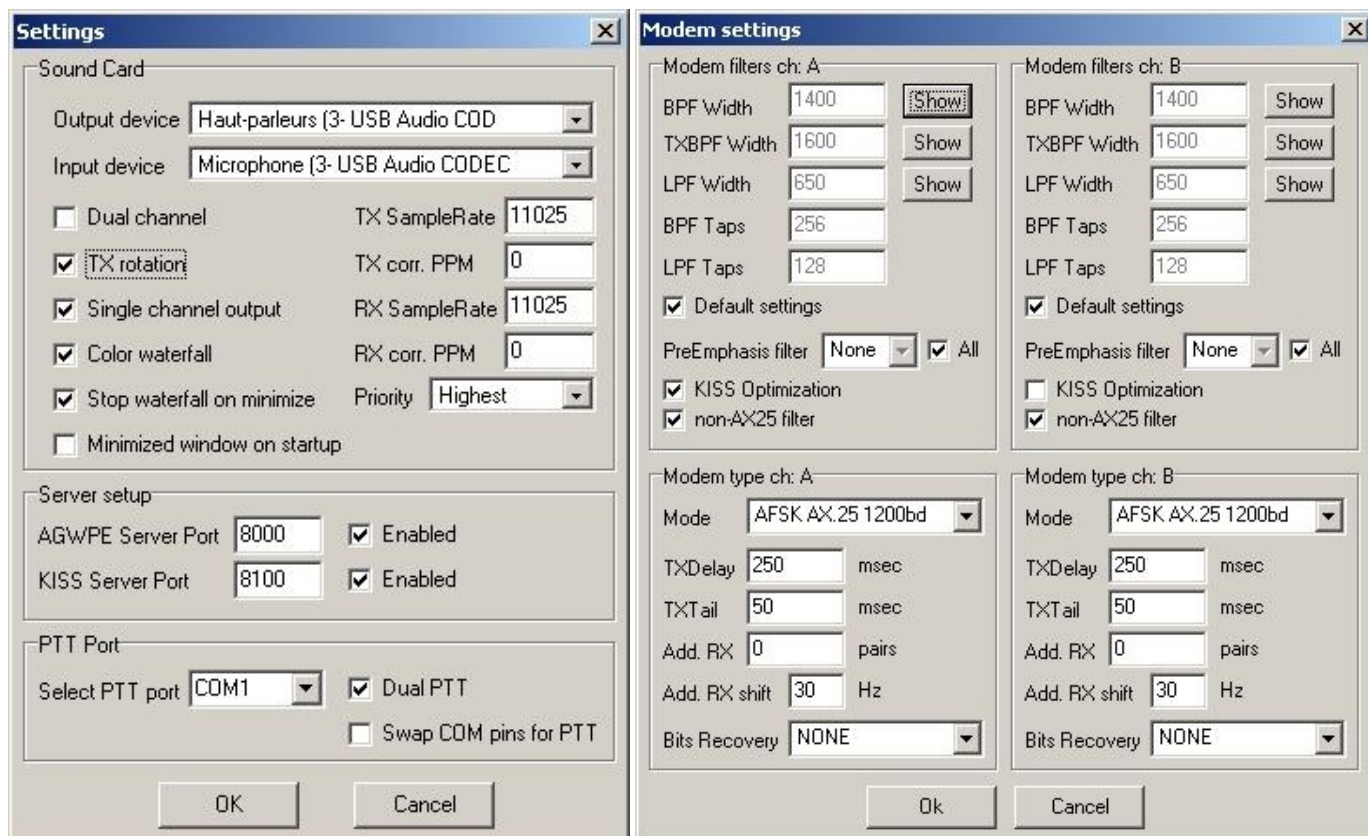 Settings
Sound Card
Output device Haut-parleurs (3- USB Audio COD
Input device Microphone (3- USB Audio CODEC
Dual channel TX SampleRate 11025
TX rotation TX corr. PPM 0
Single channel output RX SampleRate 11025
Color waterfall RX corr. PPM 0
Stop waterfall on minimize Priority Highest
Minimized window on startup
Server setup
AGWPE Server Port 8000 Enabled
KISS Server Port 8100 Enabled
PTT Port
Select PTT port COM1 Dual PTT
Swap COM pins for PTT
OK Cancel
Modem settings
Modem filters ch: A
BPF Width 1400 Show
TXBPF Width 1600 Show
LPF Width 650 Show
BPF Taps 256
LPF Taps 128
Default settings
PreEmphasis filter None All
KISS Optimization
non-AX25 filter
Modem filters ch: B
BPF Width 1400 Show
TXBPF Width 1600 Show
LPF Width 650 Show
BPF Taps 256
LPF Taps 128
Default settings
PreEmphasis filter None All
KISS Optimization
non-AX25 filter
Modem type ch: A
Mode AFSK AX.25 1200bd
TXDelay 250 msec
TXTail 50 msec
Add. RX 0 pairs
Add. RX shift 30 Hz
Bits Recovery NONE
Modem type ch: B
Mode AFSK AX.25 1200bd
TXDelay 250 msec
TXTail 50 msec
Add. RX 0 pairs
Add. RX shift 30 Hz
Bits Recovery NONE
Ok Cancel